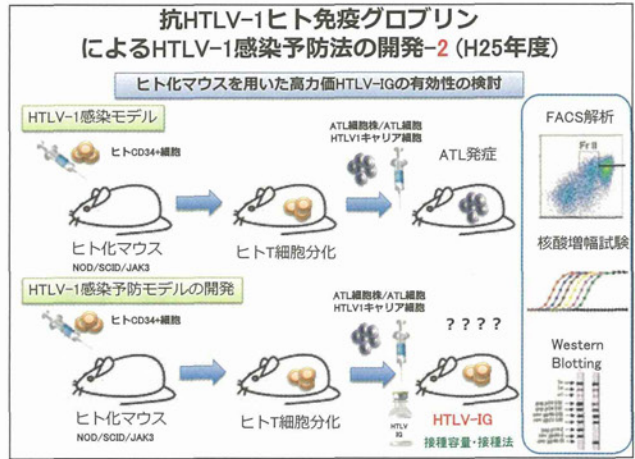 抗HTLV-1ヒト免疫グロブリン
によるHTLV-1感染予防法の開発-2 (H25年度)
ヒト化マウスを用いた高力価HTLV-IGの有効性の検討
HTLV-1感染モデル
ヒトCD34+細胞
ATL細胞株/ATL細胞
HTLV1キャリア細胞
ATL発症
ヒト化マウス
NOD/SCID/JAK3
ヒトT細胞分化
HTLV-1感染予防モデルの開発
ヒトCD34+細胞
ATL細胞株/ATL細胞
HTLV1キャリア細胞
? ? ? ?
ヒト化マウス
NOD/SCID/JAK3
ヒトT細胞分化
HTLV
IG
HTLV-IG
接種容量・接種法
FACS解析
Fr II
核酸増幅試験
Western
Blotting